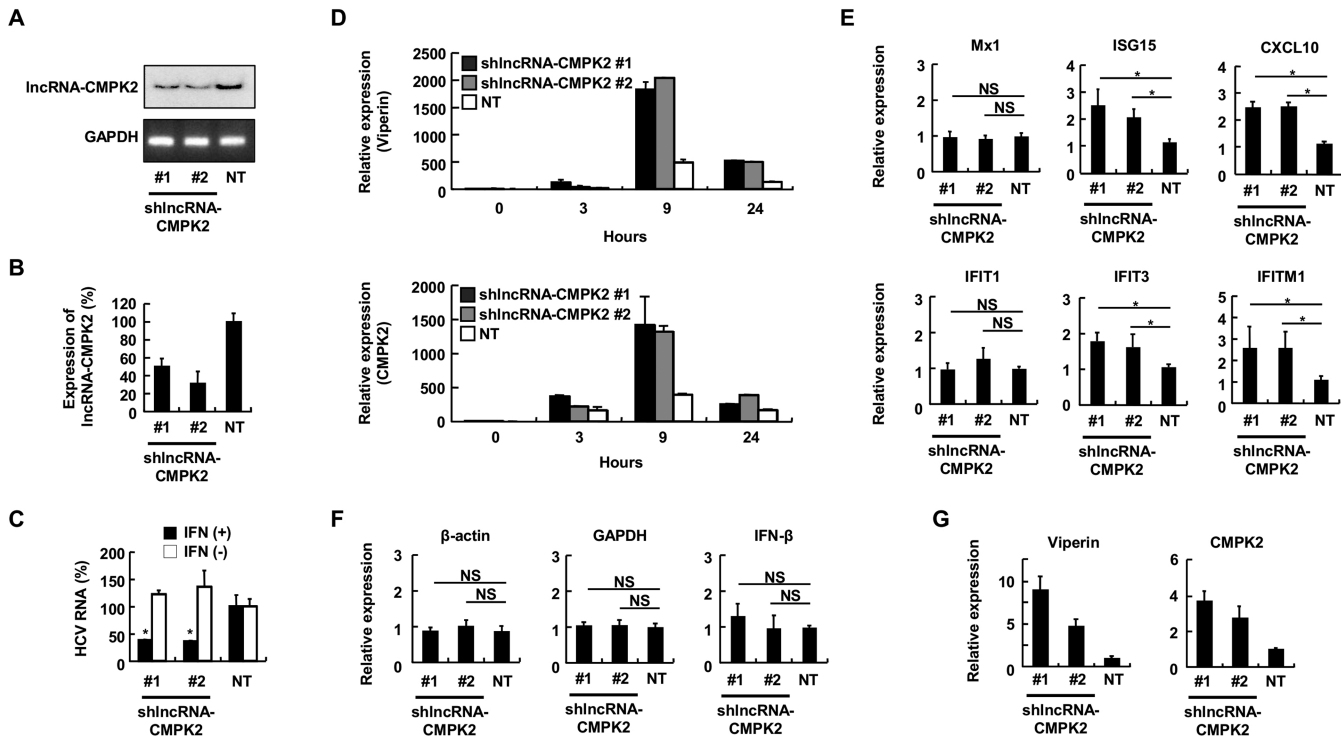 A
lncRNA-CMPK2
GAPDH
#1 #2 NT
shlncRNA-
CMPK2
B
Expression of
lncRNA-CMPK2 (%)
120
100
80
60
40
20
0
#1 #2 NT
shlncRNA-
CMPK2
C
IFN (+)
IFN (-)
HCV RNA (%)
200
150
100
50
0
* *
#1 #2 NT
shlncRNA-
CMPK2
D
Relative expression
(Viperin)
2500
2000
1500
1000
500
0
shlncRNA-CMPK2 #1
shlncRNA-CMPK2 #2
NT
0 3 9 24
Hours
Relative expression
(CMPK2)
2000
1500
1000
500
0
shlncRNA-CMPK2 #1
shlncRNA-CMPK2 #2
NT
0 3 9 24
Hours
E
Relative expression
Mx1
3
2
1
0
NS
NS
#1 #2 NT
shlncRNA-
CMPK2
ISG15
4
3
2
1
0
*
*
#1 #2 NT
shlncRNA-
CMPK2
CXCL10
4
3
2
1
0
*
*
#1 #2 NT
shlncRNA-
CMPK2
Relative expression
IFIT1
3
2
1
0
NS
NS
#1 #2 NT
shlncRNA-
CMPK2
IFIT3
3
2
1
0
*
*
#1 #2 NT
shlncRNA-
CMPK2
IFITM1
5
4
3
2
1
0
*
*
#1 #2 NT
shlncRNA-
CMPK2
F
Relative expression
β-actin
3
2
1
0
NS
NS
#1 #2 NT
shlncRNA-
CMPK2
GAPDH
3
2
1
0
NS
NS
#1 #2 NT
shlncRNA-
CMPK2
IFN-β
3
2
1
0
NS
NS
#1 #2 NT
shlncRNA-
CMPK2
G
Relative expression
Viperin
10
5
0
#1 #2 NT
shlncRNA-
CMPK2
CMPK2
6
4
2
0
#1 #2 NT
shlncRNA-
CMPK2